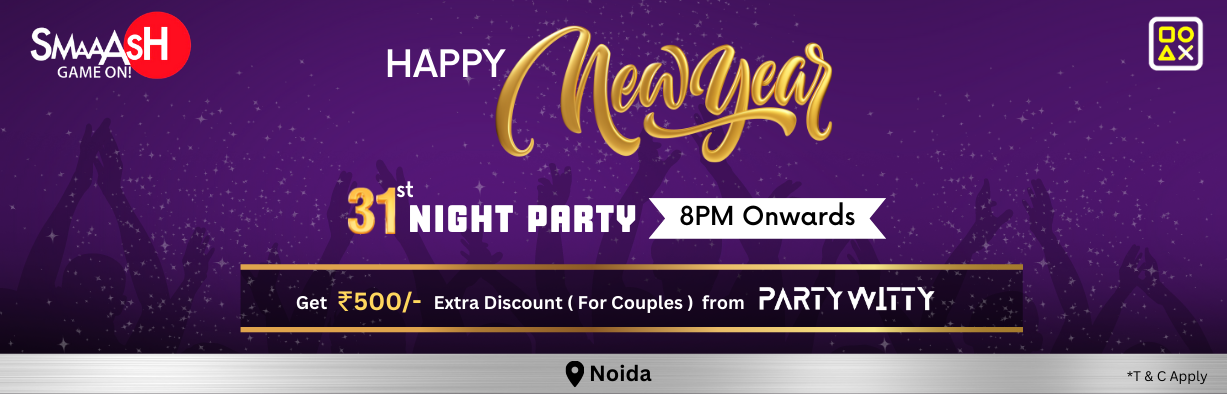 SMAAASH
GAME ON!
HAPPY New Year
31st NIGHT PARTY 8PM Onwards
Get ₹500/- Extra Discount ( For Couples ) from PARTYWITTY
Noida
*T & C Apply